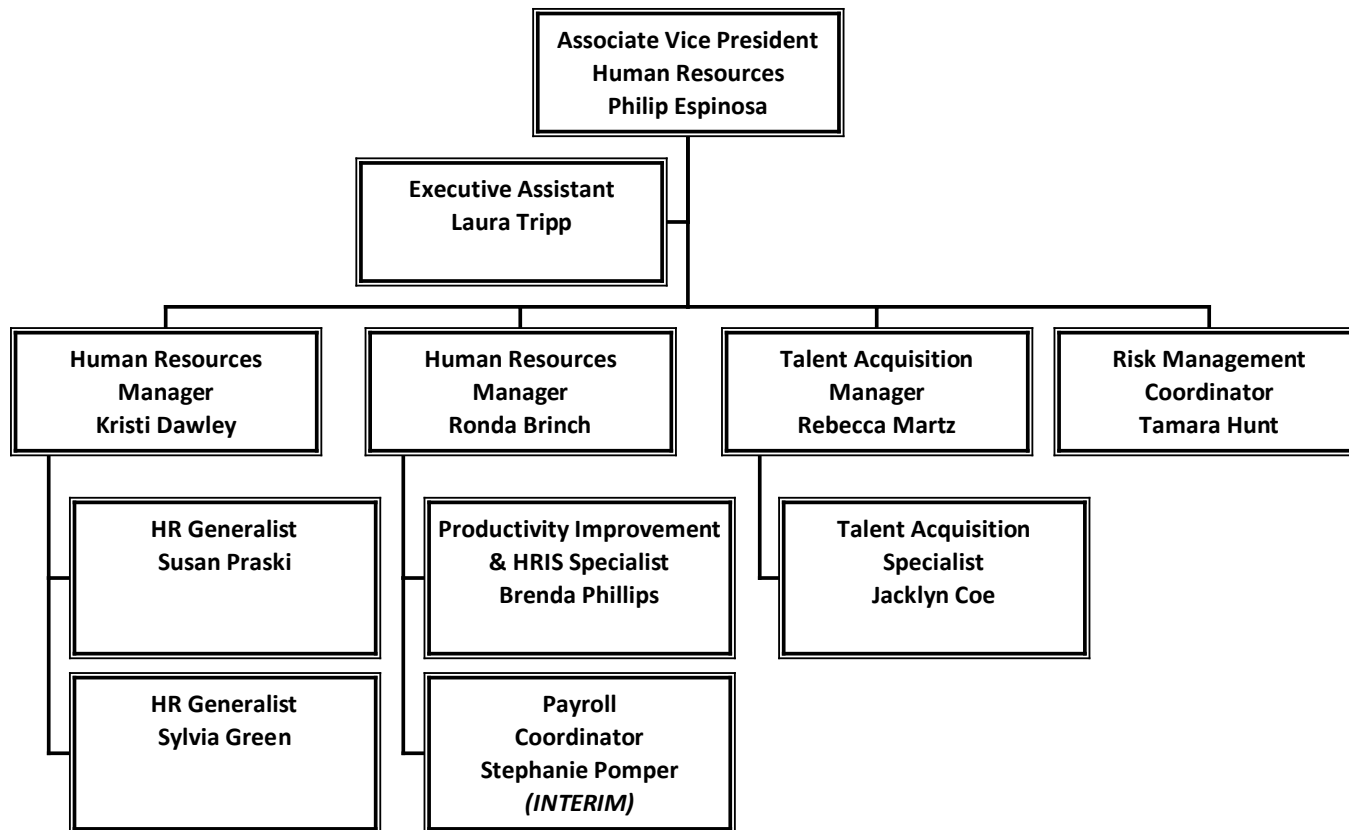 Associate Vice President
Human Resources
Philip Espinosa
Executive Assistant
Laura Tripp
Human Resources
Manager
Kristi Dawley
Human Resources
Manager
Ronda Brinch
Talent Acquisition
Manager
Rebecca Martz
Risk Management
Coordinator
Tamara Hunt
HR Generalist
Susan Praski
Productivity Improvement
& HRIS Specialist
Brenda Phillips
Talent Acquisition
Specialist
Jacklyn Coe
HR Generalist
Sylvia Green
Payroll
Coordinator
Stephanie Pomper
(INTERIM)